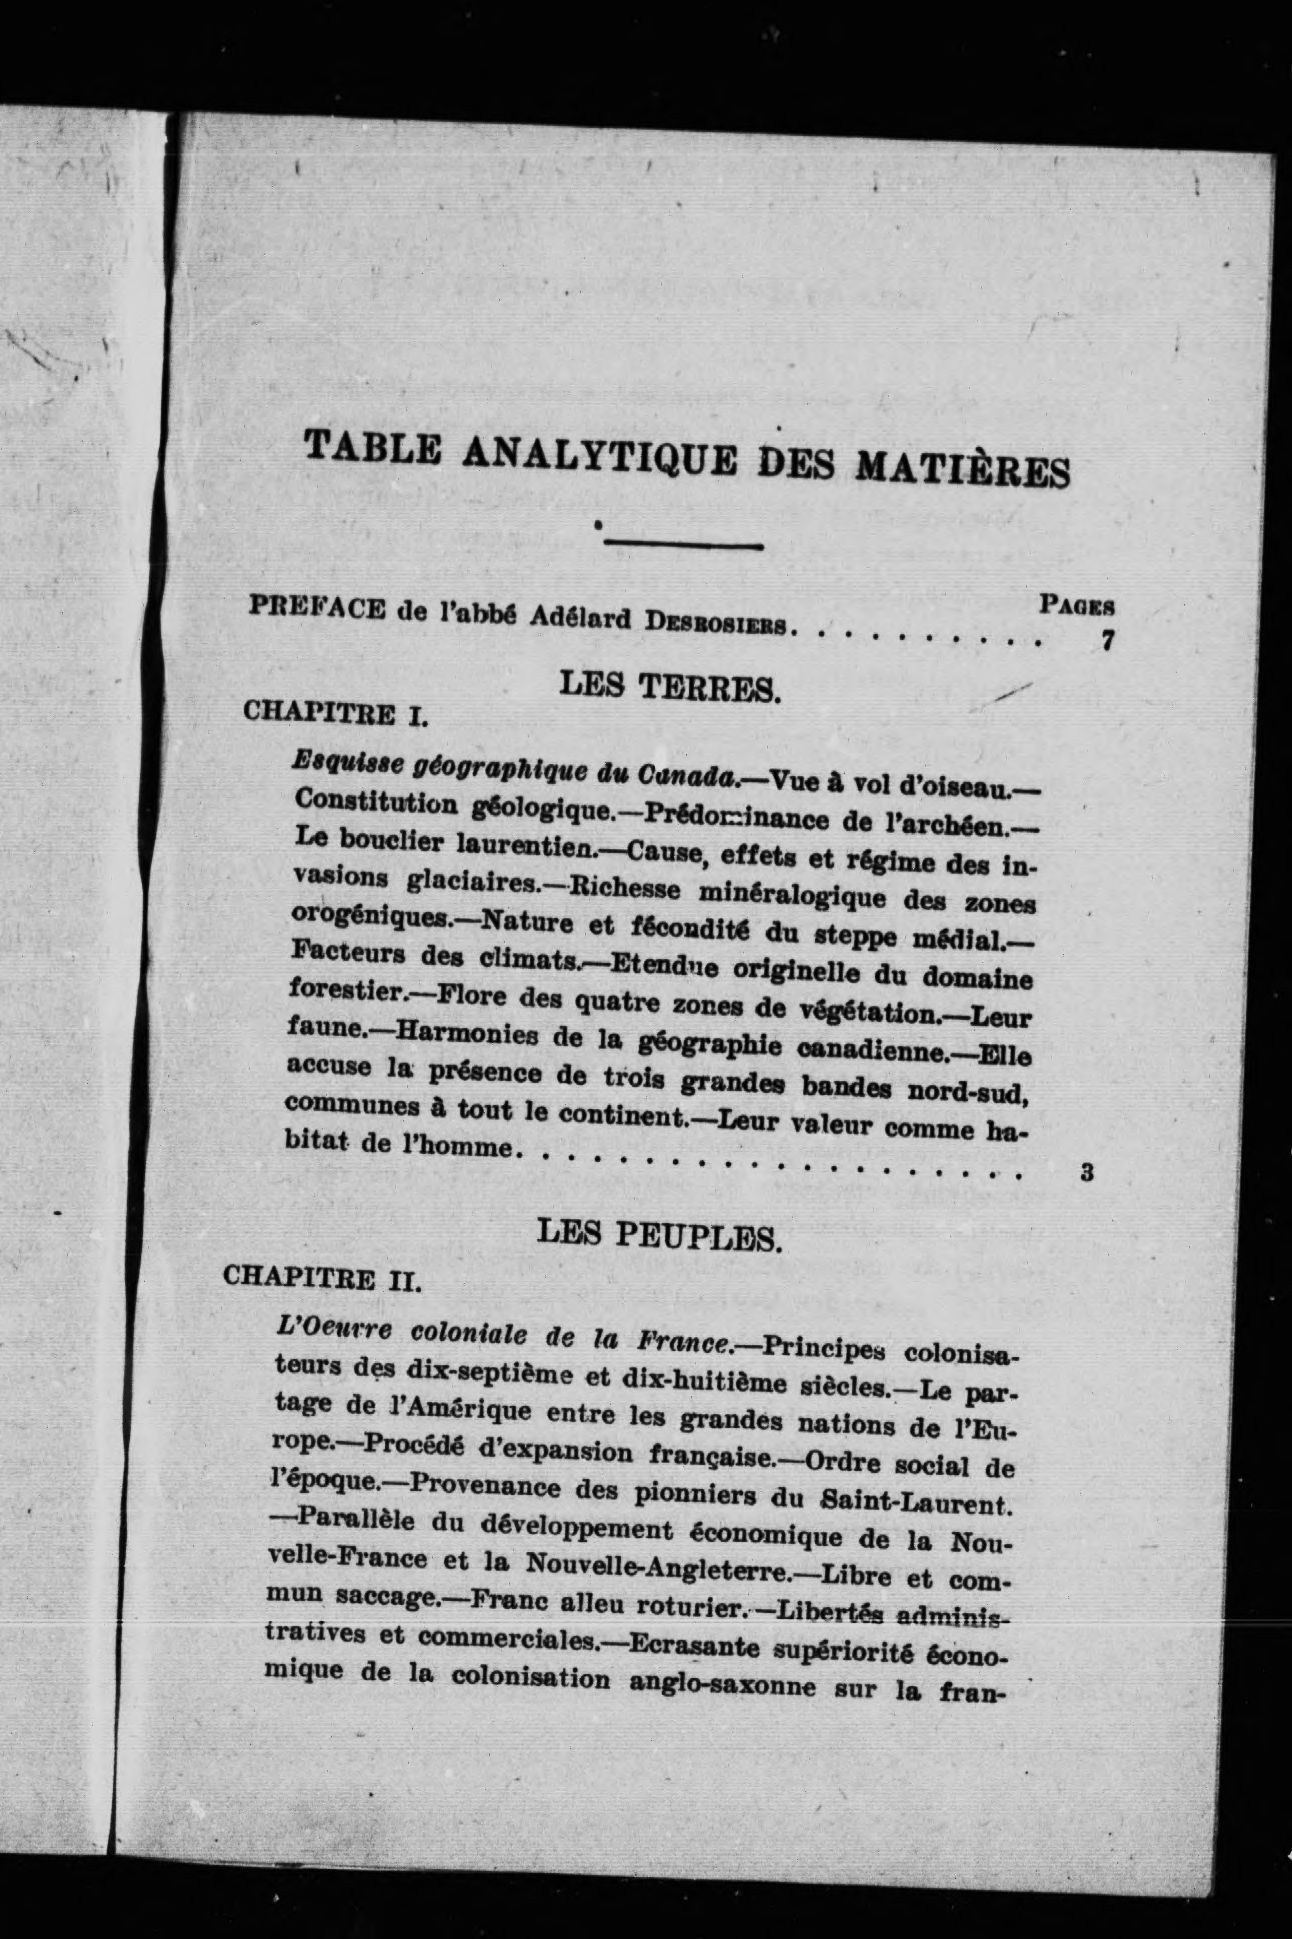 TABLE ANALYTIQUE DES MATIÈRES
PAGES
PREFACE de l'abbé Adélard DESROSIERS. . . . . . . . . . 7
LES TERRES.
CHAPITRE I.
Esquisse géographique du Canada.—Vue à vol d'oiseau.—
Constitution géologique.—Prédominance de l'archéen.—
Le bouclier laurentien.—Cause, effets et régime des in-
vasions glaciaires.—Richesse minéralogique des zones
orogéniques.—Nature et fécondité du steppe médial.—
Facteurs des climats.—Etendue originelle du domaine
forestier.—Flore des quatre zones de végétation.—Leur
faune.—Harmonies de la géographie canadienne.—Elle
accuse la présence de trois grandes bandes nord-sud,
communes à tout le continent.—Leur valeur comme ha-
bitat de l'homme. . . . . . . . . . . . . . . . . . . . 3
LES PEUPLES.
CHAPITRE II.
L'Oeuvre coloniale de la France.—Principes colonisa-
teurs des dix-septième et dix-huitième siècles.—Le par-
tage de l'Amérique entre les grandes nations de l'Eu-
rope.—Procédé d'expansion française.—Ordre social de
l'époque.—Provenance des pionniers du Saint-Laurent.
—Parallèle du développement économique de la Nou-
velle-France et la Nouvelle-Angleterre.—Libre et com-
mun saccage.—Franc alleu roturier.—Libertés adminis-
tratives et commerciales.—Ecrasante supériorité écono-
mique de la colonisation anglo-saxonne sur la fran-